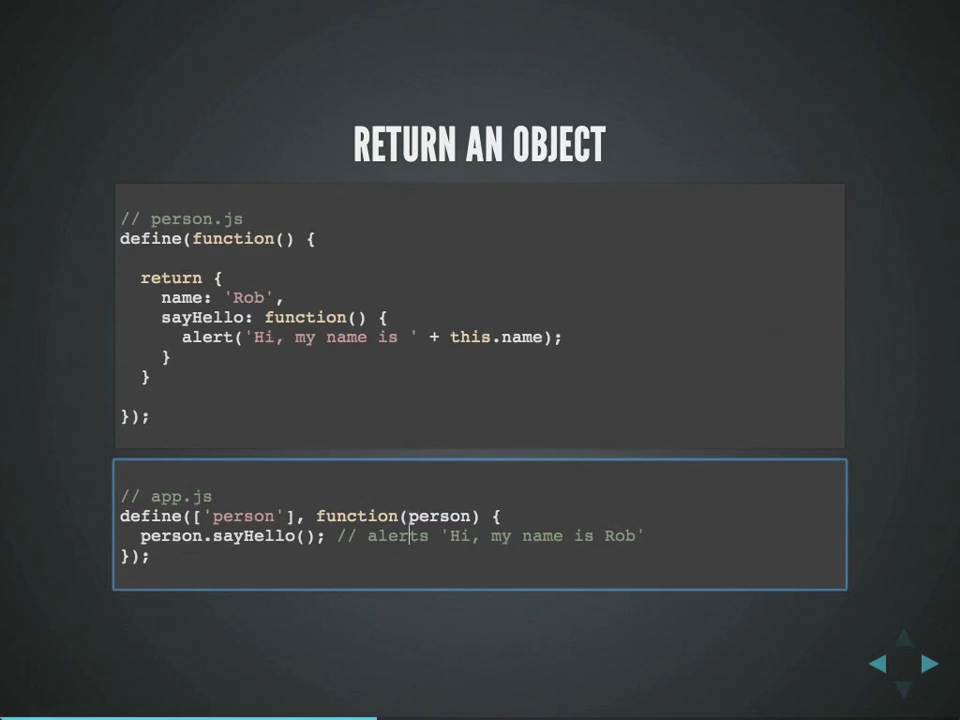 RETURN AN OBJECT
// person.js
define(function() {
return {
name: 'Rob',
sayHello: function() {
alert('Hi, my name is ' + this.name);
}
}
});
// app.js
define(['person'], function(person) {
person.sayHello(); // alerts 'Hi, my name is Rob'
});